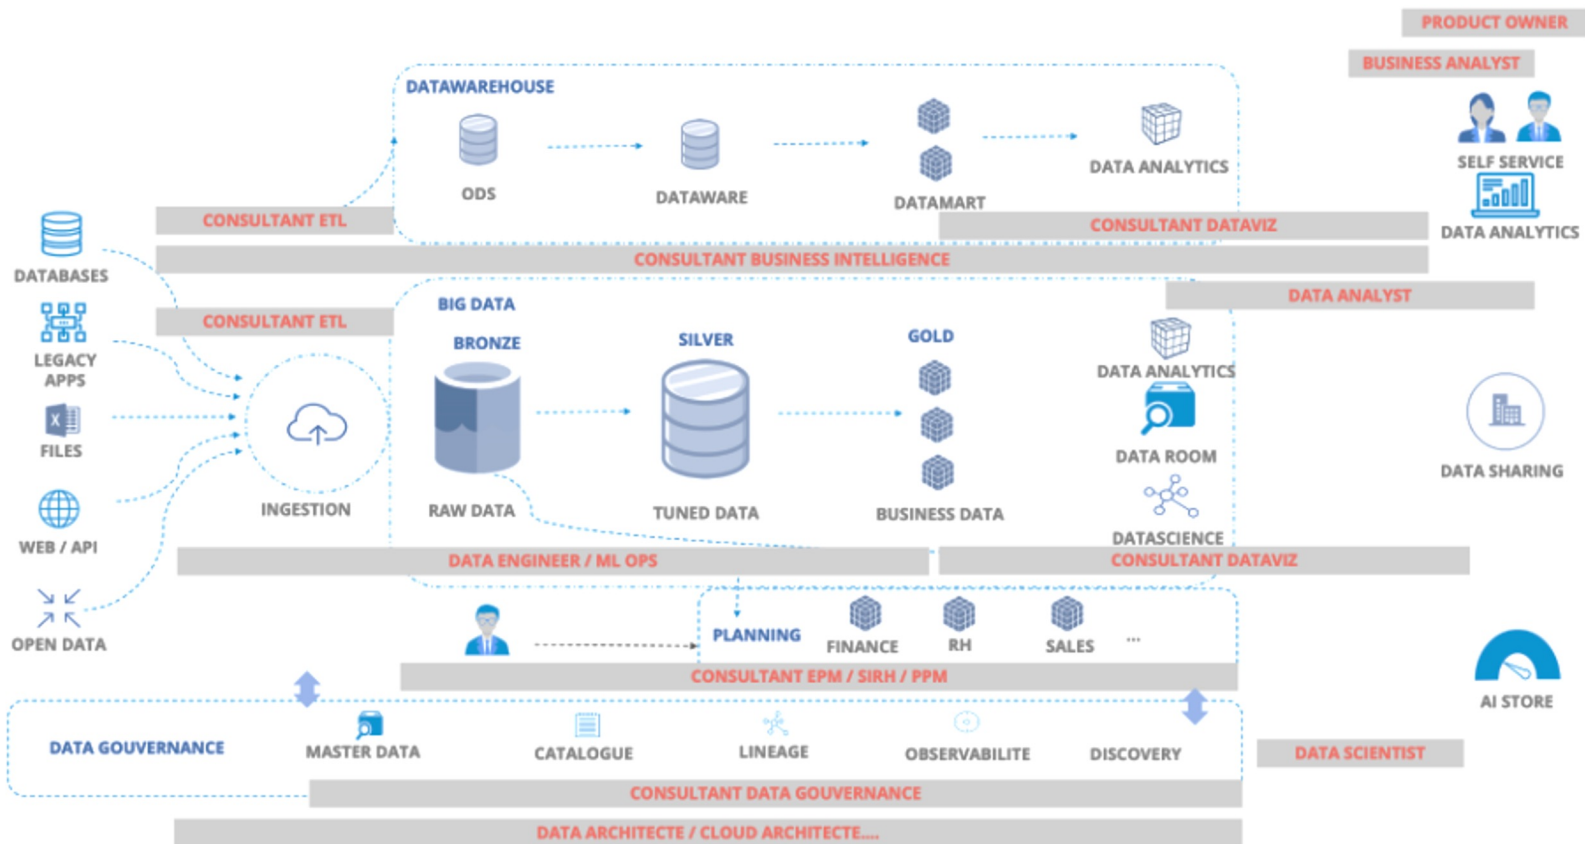 PRODUCT OWNER
BUSINESS ANALYST
DATAWAREHOUSE
ODS
DATAWARE
DATAMART
DATA ANALYTICS
SELF SERVICE
DATA ANALYTICS
CONSULTANT ETL
CONSULTANT DATAVIZ
CONSULTANT BUSINESS INTELLIGENCE
DATABASES
LEGACY
APPS
FILES
WEB / API
OPEN DATA
CONSULTANT ETL
INGESTION
BIG DATA
DATA ANALYST
BRONZE
SILVER
GOLD
RAW DATA
TUNED DATA
BUSINESS DATA
DATA ANALYTICS
DATA ROOM
DATASCIENCE
DATA SHARING
DATA ENGINEER / ML OPS
CONSULTANT DATAVIZ
PLANNING
FINANCE
RH
SALES
...
CONSULTANT EPM / SIRH / PPM
AI STORE
DATA GOUVERNANCE
MASTER DATA
CATALOGUE
LINEAGE
OBSERVABILITE
DISCOVERY
DATA SCIENTIST
CONSULTANT DATA GOUVERNANCE
DATA ARCHITECTE / CLOUD ARCHITECTE....